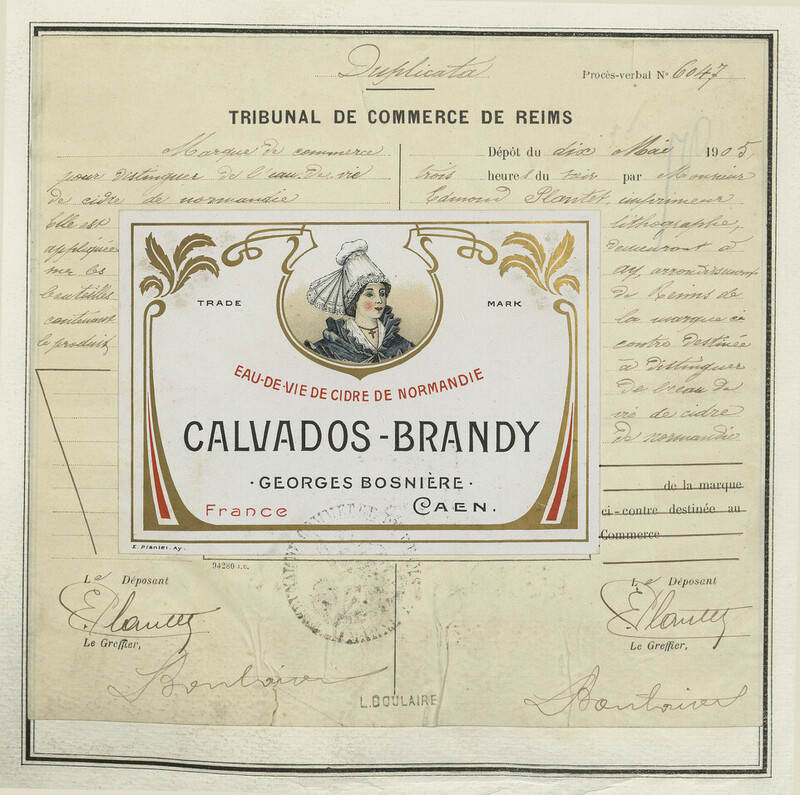 Duplicata
Procès-verbal Nº 6047
TRIBUNAL DE COMMERCE DE REIMS
Marque de commerce
pour distinguer de l'eau-de-vie
de cidre de normandie
Elle est
appliquée
sur les
bouteilles
contenant
le produit
Dépôt du dix Mai 1905
trois heures du soir par Monsieur
Edmond Plantet, imprimeur
lithographe,
demeurant à
ay, arrondissement
de Reims de
la marque ci
contre destinée
à distinguer
de l'eau de
vie de cidre
de normandie
de la marque
ci-contre destinée au
Commerce
TRADE MARK
EAU-DE-VIE DE CIDRE DE NORMANDIE
CALVADOS-BRANDY
·GEORGES BOSNIÈRE·
France CAEN.
E. Plantet. Ay.
Le Déposant
E. Plantet
Le Greffier,
Le Déposant
E. Plantet
Le Greffier,
L. DOULAIRE